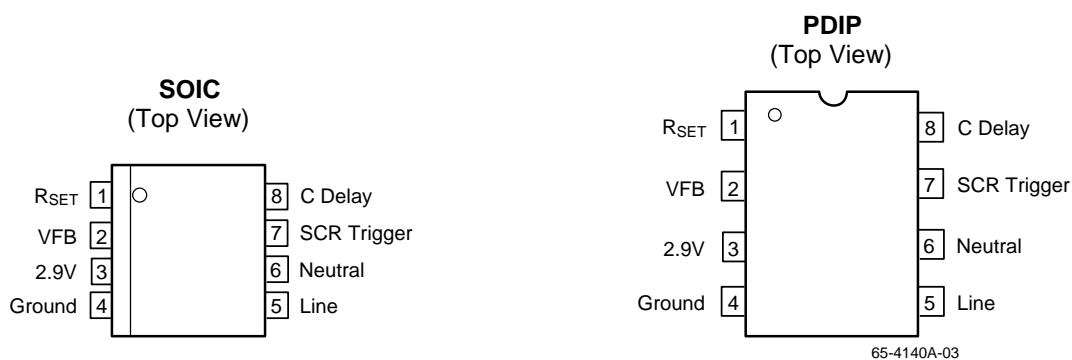 SOIC
(Top View)
RSET 1 8 C Delay
VFB 2 7 SCR Trigger
2.9V 3 6 Neutral
Ground 4 5 Line
PDIP
(Top View)
RSET 1 8 C Delay
VFB 2 7 SCR Trigger
2.9V 3 6 Neutral
Ground 4 5 Line
65-4140A-03